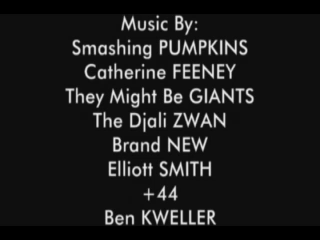 Music By:
Smashing PUMPKINS
Catherine FEENEY
They Might Be GIANTS
The Djali ZWAN
Brand NEW
Elliott SMITH
+44
Ben KWELLER